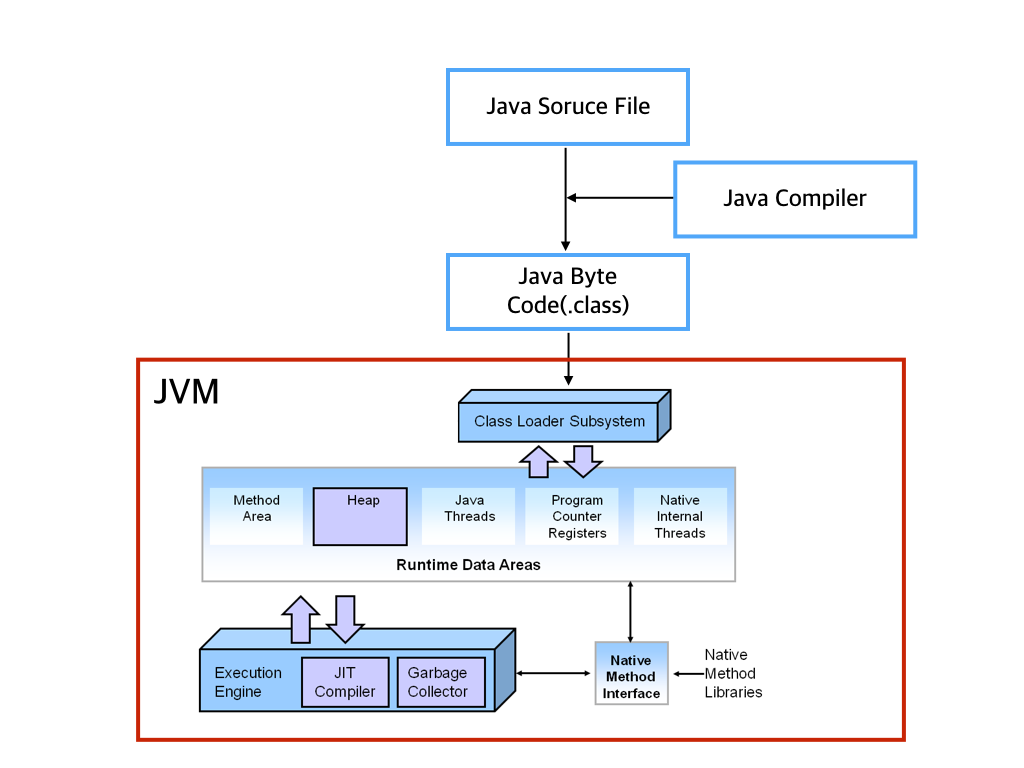 Java Soruce File
Java Compiler
Java Byte
Code(.class)
JVM
Class Loader Subsystem
Method
Area
Heap
Java
Threads
Program
Counter
Registers
Native
Internal
Threads
Runtime Data Areas
Execution
Engine
JIT
Compiler
Garbage
Collector
Native
Method
Interface
Native
Method
Libraries